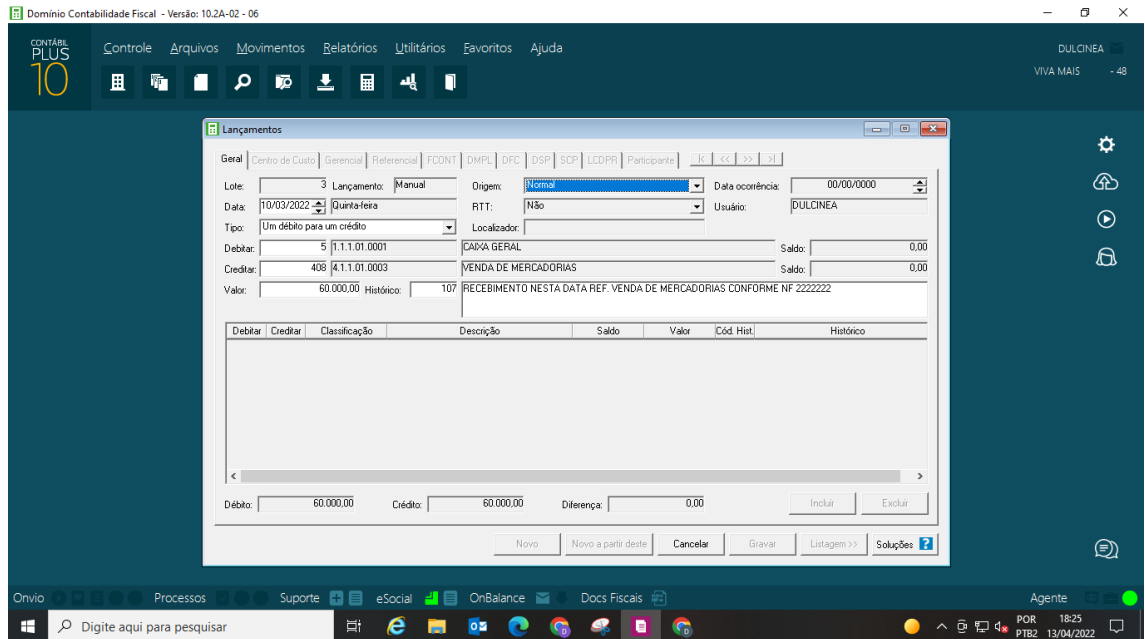 Domínio Contabilidade Fiscal - Versão: 10.2A-02 - 06
CONTÁBIL
PLUS
10
Controle Arquivos Movimentos Relatórios Utilitários Favoritos Ajuda
DULCINEA
VIVA MAIS - 48
Lançamentos
Geral Centro de Custo Gerencial Referencial FCONT DMPL DFC DSP SCP LCDPR Participante
Lote: 3 Lançamento: Manual Origem: Normal Data ocorrência: 00/00/0000
Data: 10/03/2022 Quinta-feira RTT: Não Usuário: DULCINEA
Tipo: Um débito para um crédito Localizador:
Debitar: 5 1.1.1.01.0001 CAIXA GERAL Saldo: 0,00
Creditar: 408 4.1.1.01.0003 VENDA DE MERCADORIAS Saldo: 0,00
Valor: 60.000,00 Histórico: 107 RECEBIMENTO NESTA DATA REF. VENDA DE MERCADORIAS CONFORME NF 2222222
Debitar Creditar Classificação Descrição Saldo Valor Cód. Hist. Histórico
Débito: 60.000,00 Crédito: 60.000,00 Diferença: 0,00 Incluir Excluir
Novo Novo a partir deste Cancelar Gravar Listagem >> Soluções ?
Onvio Processos Suporte eSocial OnBalance Docs Fiscais Agente
Digite aqui para pesquisar
POR 18:25
PTB2 13/04/2022